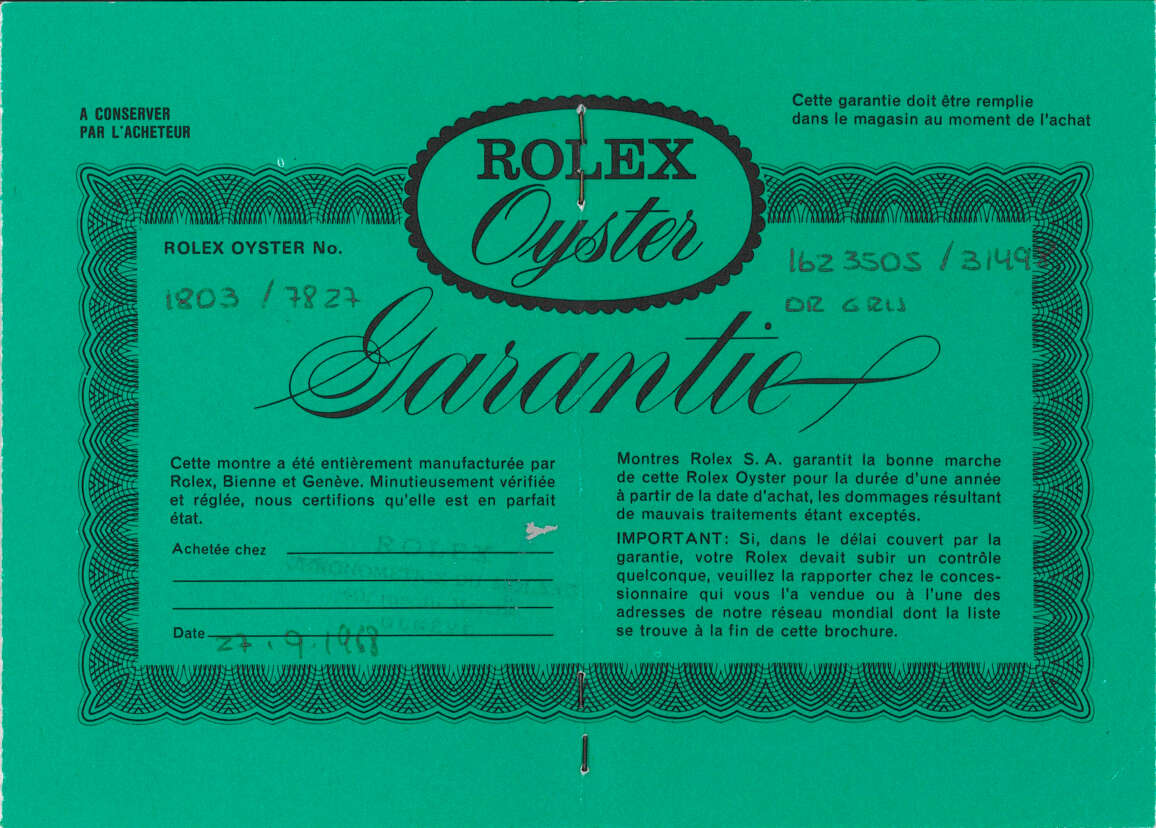 A CONSERVER
PAR L'ACHETEUR
Cette garantie doit être remplie
dans le magasin au moment de l'achat
ROLEX
Oyster
ROLEX OYSTER No.
1803 / 7827
1623505 / 3149
OR GRIS
Garantie
Cette montre a été entièrement manufacturée par
Rolex, Bienne et Genève. Minutieusement vérifiée
et réglée, nous certifions qu'elle est en parfait
état.
Achetée chez
ROLEX
Date 27.9.1968
Montres Rolex S. A. garantit la bonne marche
de cette Rolex Oyster pour la durée d'une année
à partir de la date d'achat, les dommages résultant
de mauvais traitements étant exceptés.
IMPORTANT: Si, dans le délai couvert par la
garantie, votre Rolex devait subir un contrôle
quelconque, veuillez la rapporter chez le conces-
sionnaire qui vous l'a vendue ou à l'une des
adresses de notre réseau mondial dont la liste
se trouve à la fin de cette brochure.